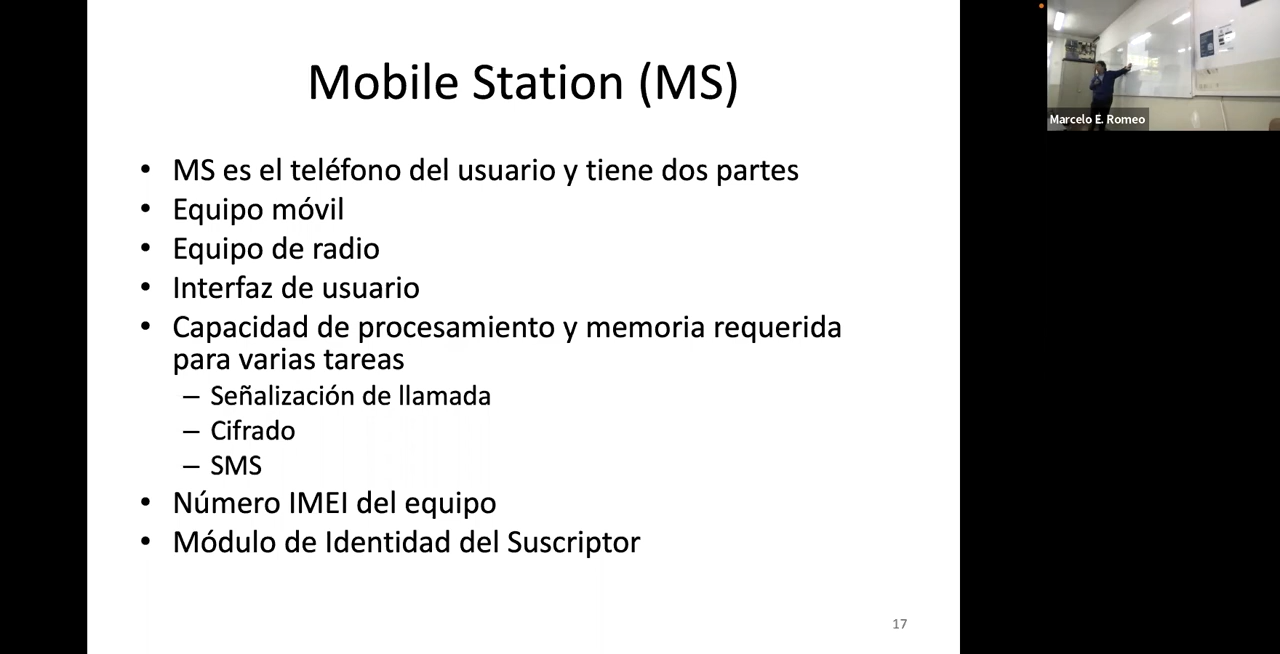 Mobile Station (MS)
• MS es el teléfono del usuario y tiene dos partes
• Equipo móvil
• Equipo de radio
• Interfaz de usuario
• Capacidad de procesamiento y memoria requerida
para varias tareas
– Señalización de llamada
– Cifrado
– SMS
• Número IMEI del equipo
• Módulo de Identidad del Suscriptor
17
Marcelo E. Romeo